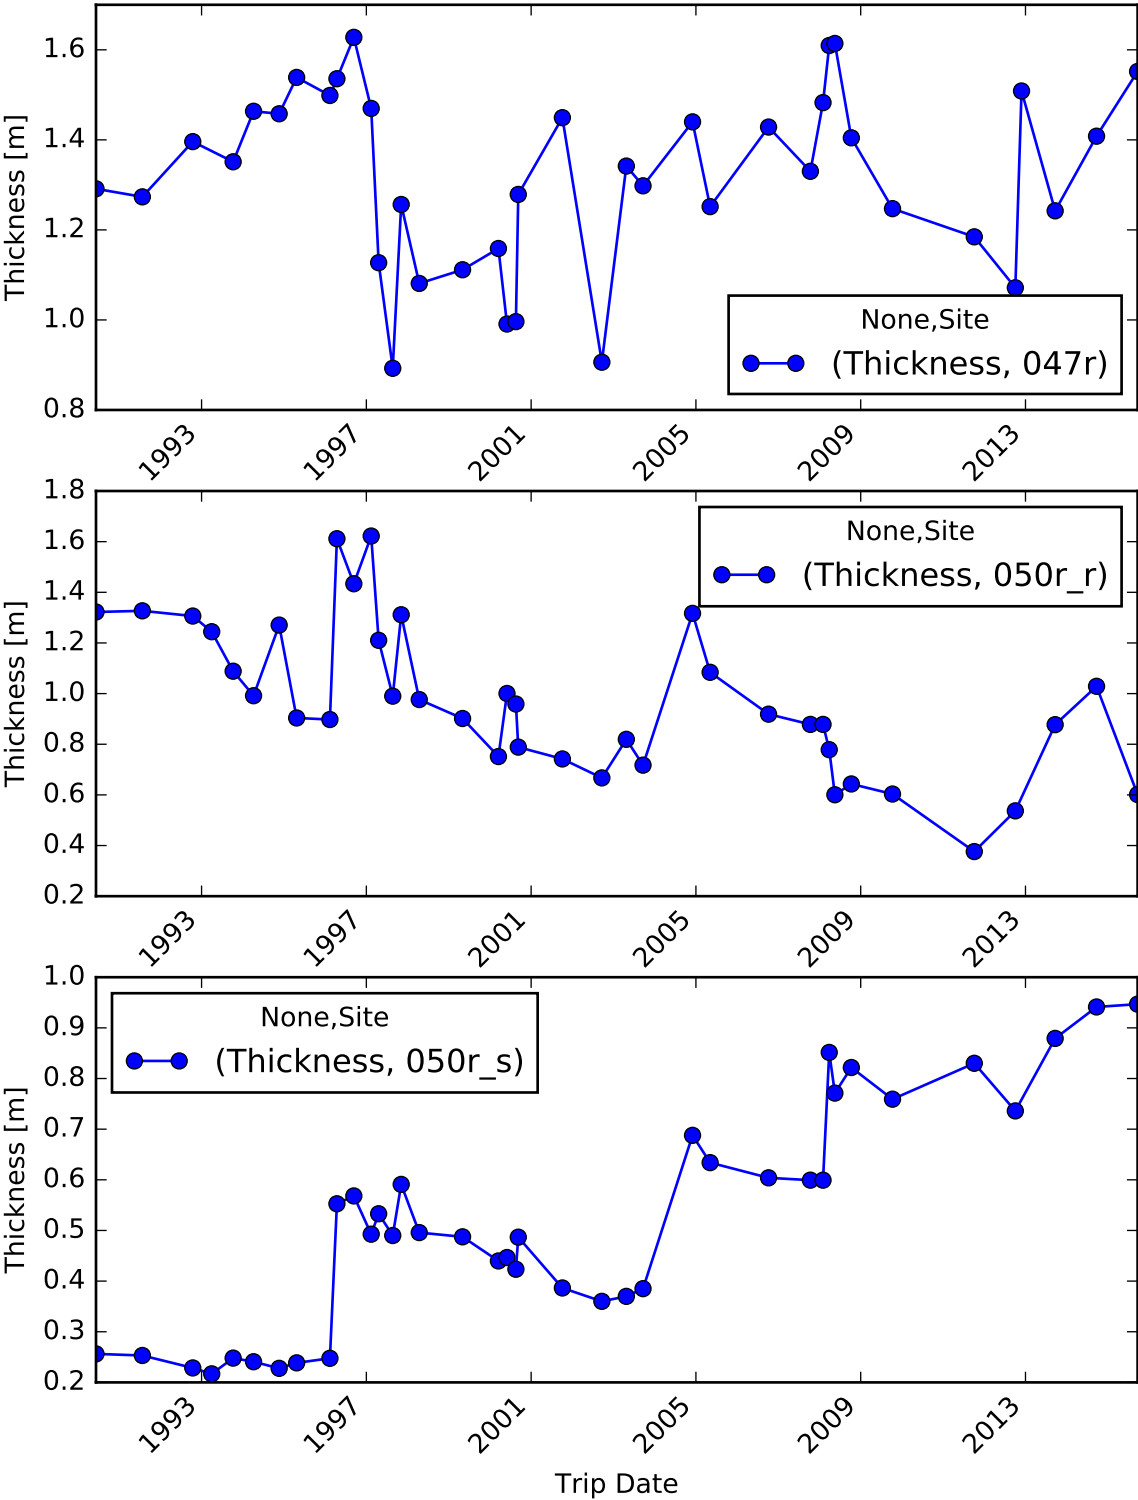 Thickness [m]
1.6
1.4
1.2
1.0
0.8
None,Site
(Thickness, 047r)
1993 1997 2001 2005 2009 2013
Thickness [m]
1.8
1.6
1.4
1.2
1.0
0.8
0.6
0.4
0.2
None,Site
(Thickness, 050r_r)
1993 1997 2001 2005 2009 2013
Thickness [m]
1.0
0.9
0.8
0.7
0.6
0.5
0.4
0.3
0.2
None,Site
(Thickness, 050r_s)
1993 1997 2001 2005 2009 2013
Trip Date